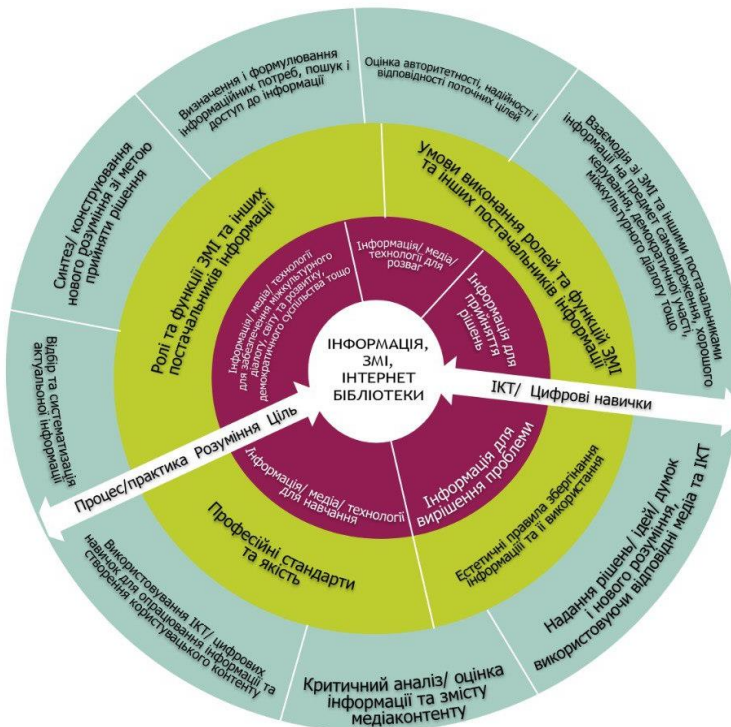 Визначення і формулювання
інформаційних потреб, пошук і
доступ до інформації
Оцінка авторитетності, надійності і
відповідності поточних цілей
Взаємодія зі ЗМІ та іншими постачальниками
інформації на предмет самовираження, хорошого
керування, демократичної участі,
міжкультурного діалогу тощо
Синтез/ конструювання
нового розуміння зі метою
прийняти рішення
Відбір та систематизація
актуальної інформації
Ролі та функції ЗМІ та інших
постачальників інформації
Умови виконання ролей та функцій ЗМІ
та інших постачальників інформації
Інформація/ медіа/ технології
для забезпечення міжкультурного
діалогу, світу та розвитку,
демократичного суспільства тощо
Інформація/ медіа/
технології для
розваг
Інформація для
прийняття
рішень
ІНФОРМАЦІЯ,
ЗМІ,
ІНТЕРНЕТ
БІБЛІОТЕКИ
ІКТ/ Цифрові навички
Процес/практика Розуміння Ціль
Інформація/ медіа/ технології
для навчання
Інформація для
вирішення проблеми
Професійні стандарти
та якість
Естетичні правила зберігання
інформації та її використання
Використовування ІКТ/ цифрових
навичок для опрацювання інформації та
створення користувацького контенту
Критичний аналіз/ оцінка
інформації та змісту
медіаконтенту
Надання рішень/ ідей/ думок
і нового розуміння,
використовуючи відповідні медіа та ІКТ